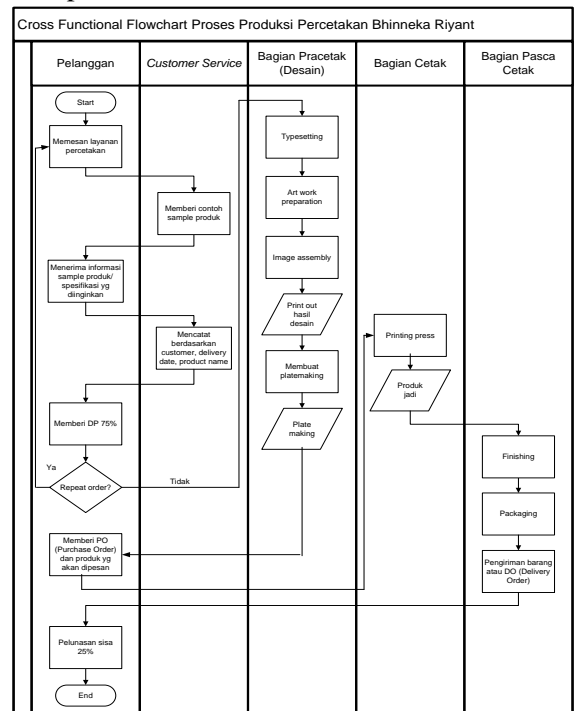 Cross Functional Flowchart Proses Produksi Percetakan Bhinneka Riyant
Pelanggan
Customer Service
Bagian Pracetak
(Desain)
Bagian Cetak
Bagian Pasca
Cetak
Start
Memesan layanan
percetakan
Memberi contoh
sample produk
Menerima informasi
sample produk/
spesifikasi yg
diinginkan
Mencatat
berdasarkan
customer, delivery
date, product name
Memberi DP 75%
Ya
Repeat order?
Tidak
Typesetting
Art work
preparation
Image assembly
Print out
hasil
desain
Membuat
platemaking
Plate
making
Memberi PO
(Purchase Order)
dan produk yg
akan dipesan
Printing press
Produk
jadi
Finishing
Packaging
Pengiriman barang
atau DO (Delivery
Order)
Pelunasan sisa
25%
End